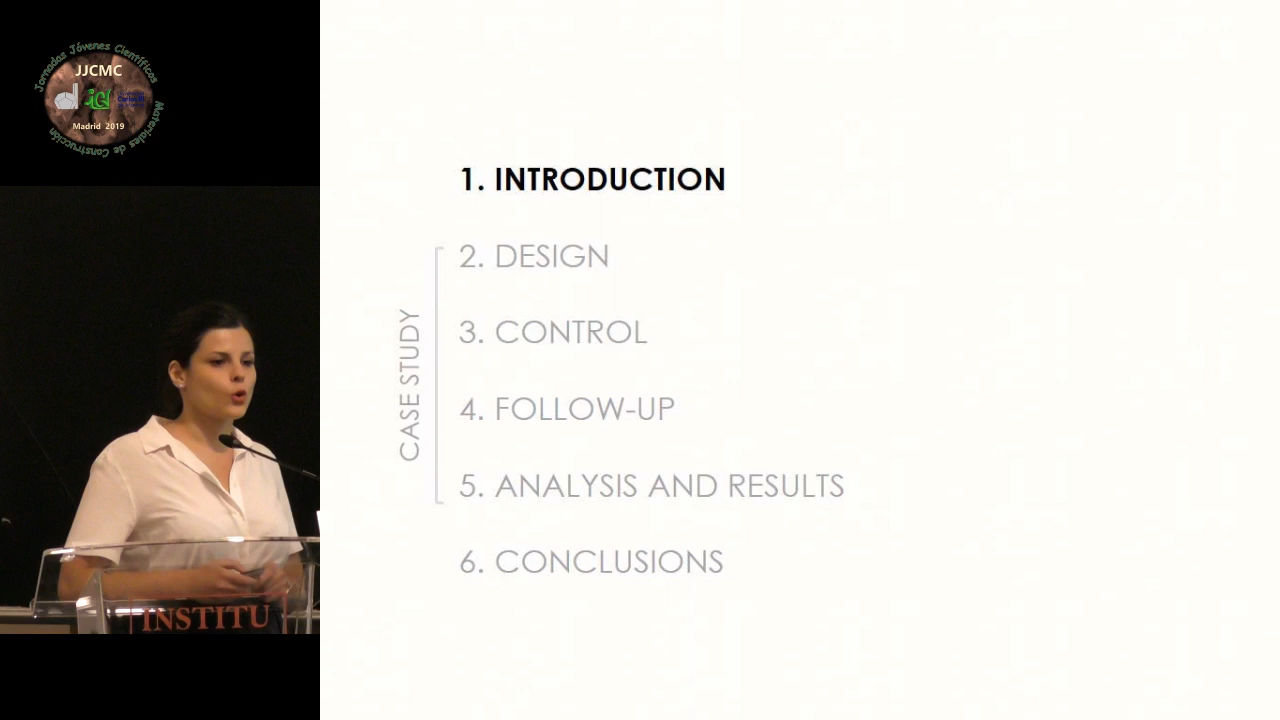 Jornadas Jóvenes Científicos
JJCMC
Madrid 2019
Materiales de Construcción
INSTITU
1. INTRODUCTION
CASE STUDY
2. DESIGN
3. CONTROL
4. FOLLOW-UP
5. ANALYSIS AND RESULTS
6. CONCLUSIONS